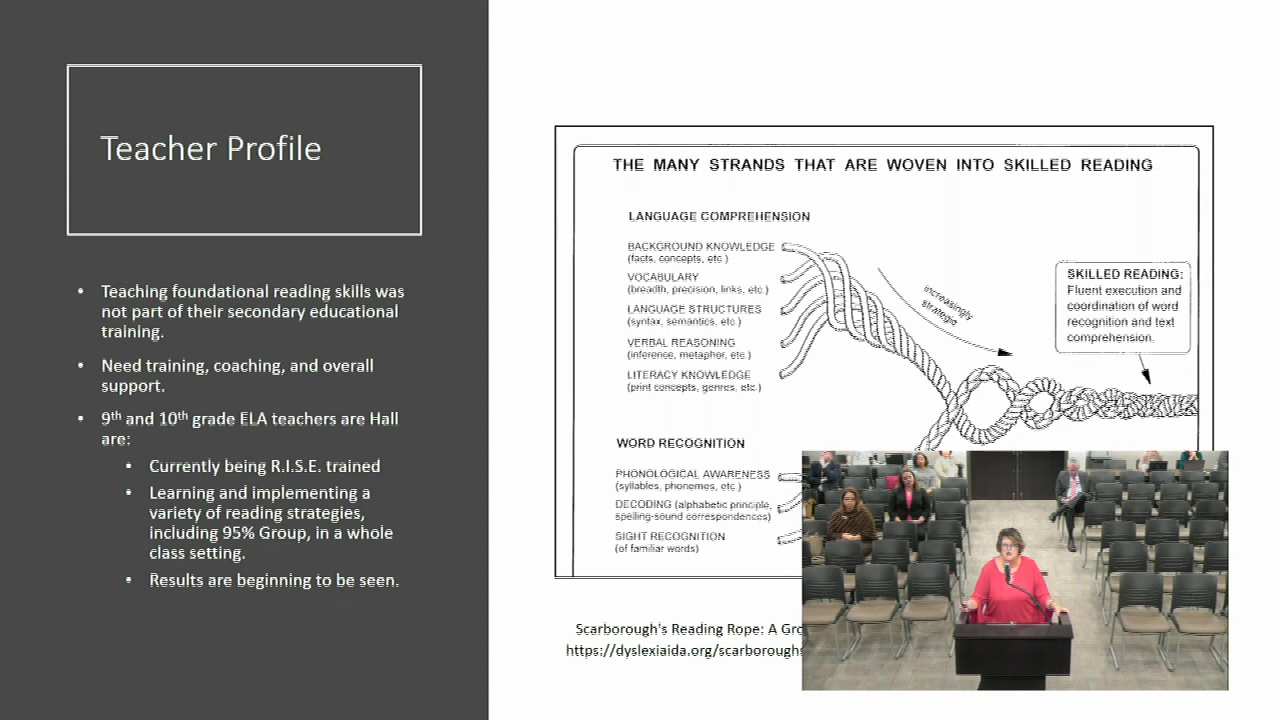 Teacher Profile
Teaching foundational reading skills was
not part of their secondary educational
training.
Need training, coaching, and overall
support.
9th and 10th grade ELA teachers are Hall
are:
Currently being R.I.S.E. trained
Learning and implementing a
variety of reading strategies,
including 95% Group, in a whole
class setting.
Results are beginning to be seen.
THE MANY STRANDS THAT ARE WOVEN INTO SKILLED READING
LANGUAGE COMPREHENSION
BACKGROUND KNOWLEDGE
(facts, concepts, etc.)
VOCABULARY
(breadth, precision, links, etc.)
LANGUAGE STRUCTURES
(syntax, semantics, etc.)
VERBAL REASONING
(inference, metaphor, etc.)
LITERACY KNOWLEDGE
(print concepts, genres, etc.)
increasingly
strategic
SKILLED READING:
Fluent execution and
coordination of word
recognition and text
comprehension.
WORD RECOGNITION
PHONOLOGICAL AWARENESS
(syllables, phonemes, etc.)
DECODING (alphabetic principle,
spelling-sound correspondences)
SIGHT RECOGNITION
(of familiar words)
Scarborough's Reading Rope: A Gro
https://dyslexiaida.org/scarboroughs